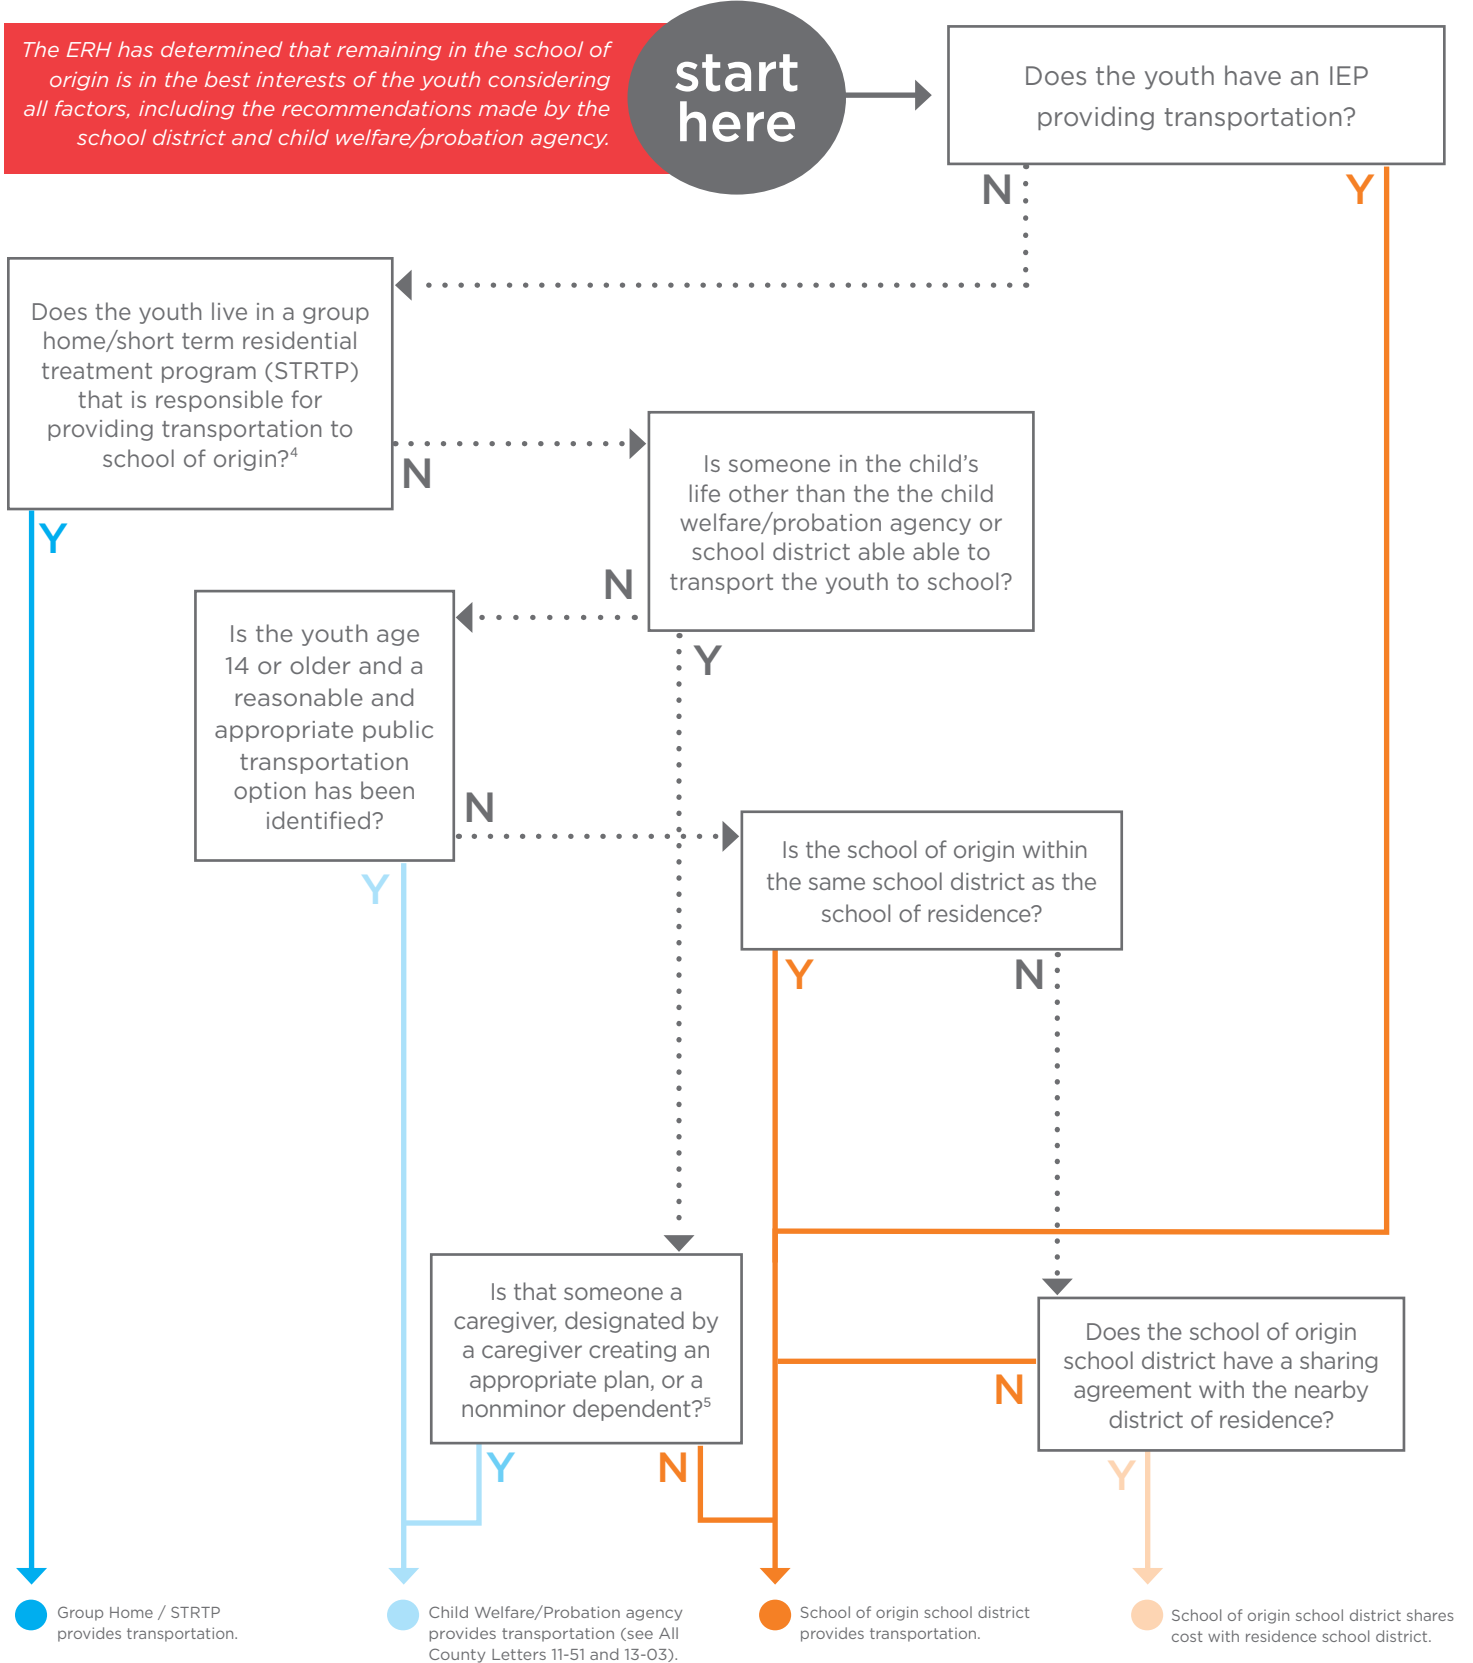 The ERH has determined that remaining in the school of
origin is in the best interests of the youth considering
all factors, including the recommendations made by the
school district and child welfare/probation agency.
start
here
Does the youth have an IEP
providing transportation?
N
Y
Does the youth live in a group
home/short term residential
treatment program (STRTP)
that is responsible for
providing transportation to
school of origin?4
N
Y
Is someone in the child's
life other than the the child
welfare/probation agency or
school district able able to
transport the youth to school?
N
Y
Is the youth age
14 or older and a
reasonable and
appropriate public
transportation
option has been
identified?
N
Y
Is the school of origin within
the same school district as the
school of residence?
Y
N
Is that someone a
caregiver, designated by
a caregiver creating an
appropriate plan, or a
nonminor dependent?5
Y
N
Does the school of origin
school district have a sharing
agreement with the nearby
district of residence?
N
Y
Group Home / STRTP
provides transportation.
Child Welfare/Probation agency
provides transportation (see All
County Letters 11-51 and 13-03).
School of origin school district
provides transportation.
School of origin school district shares
cost with residence school district.